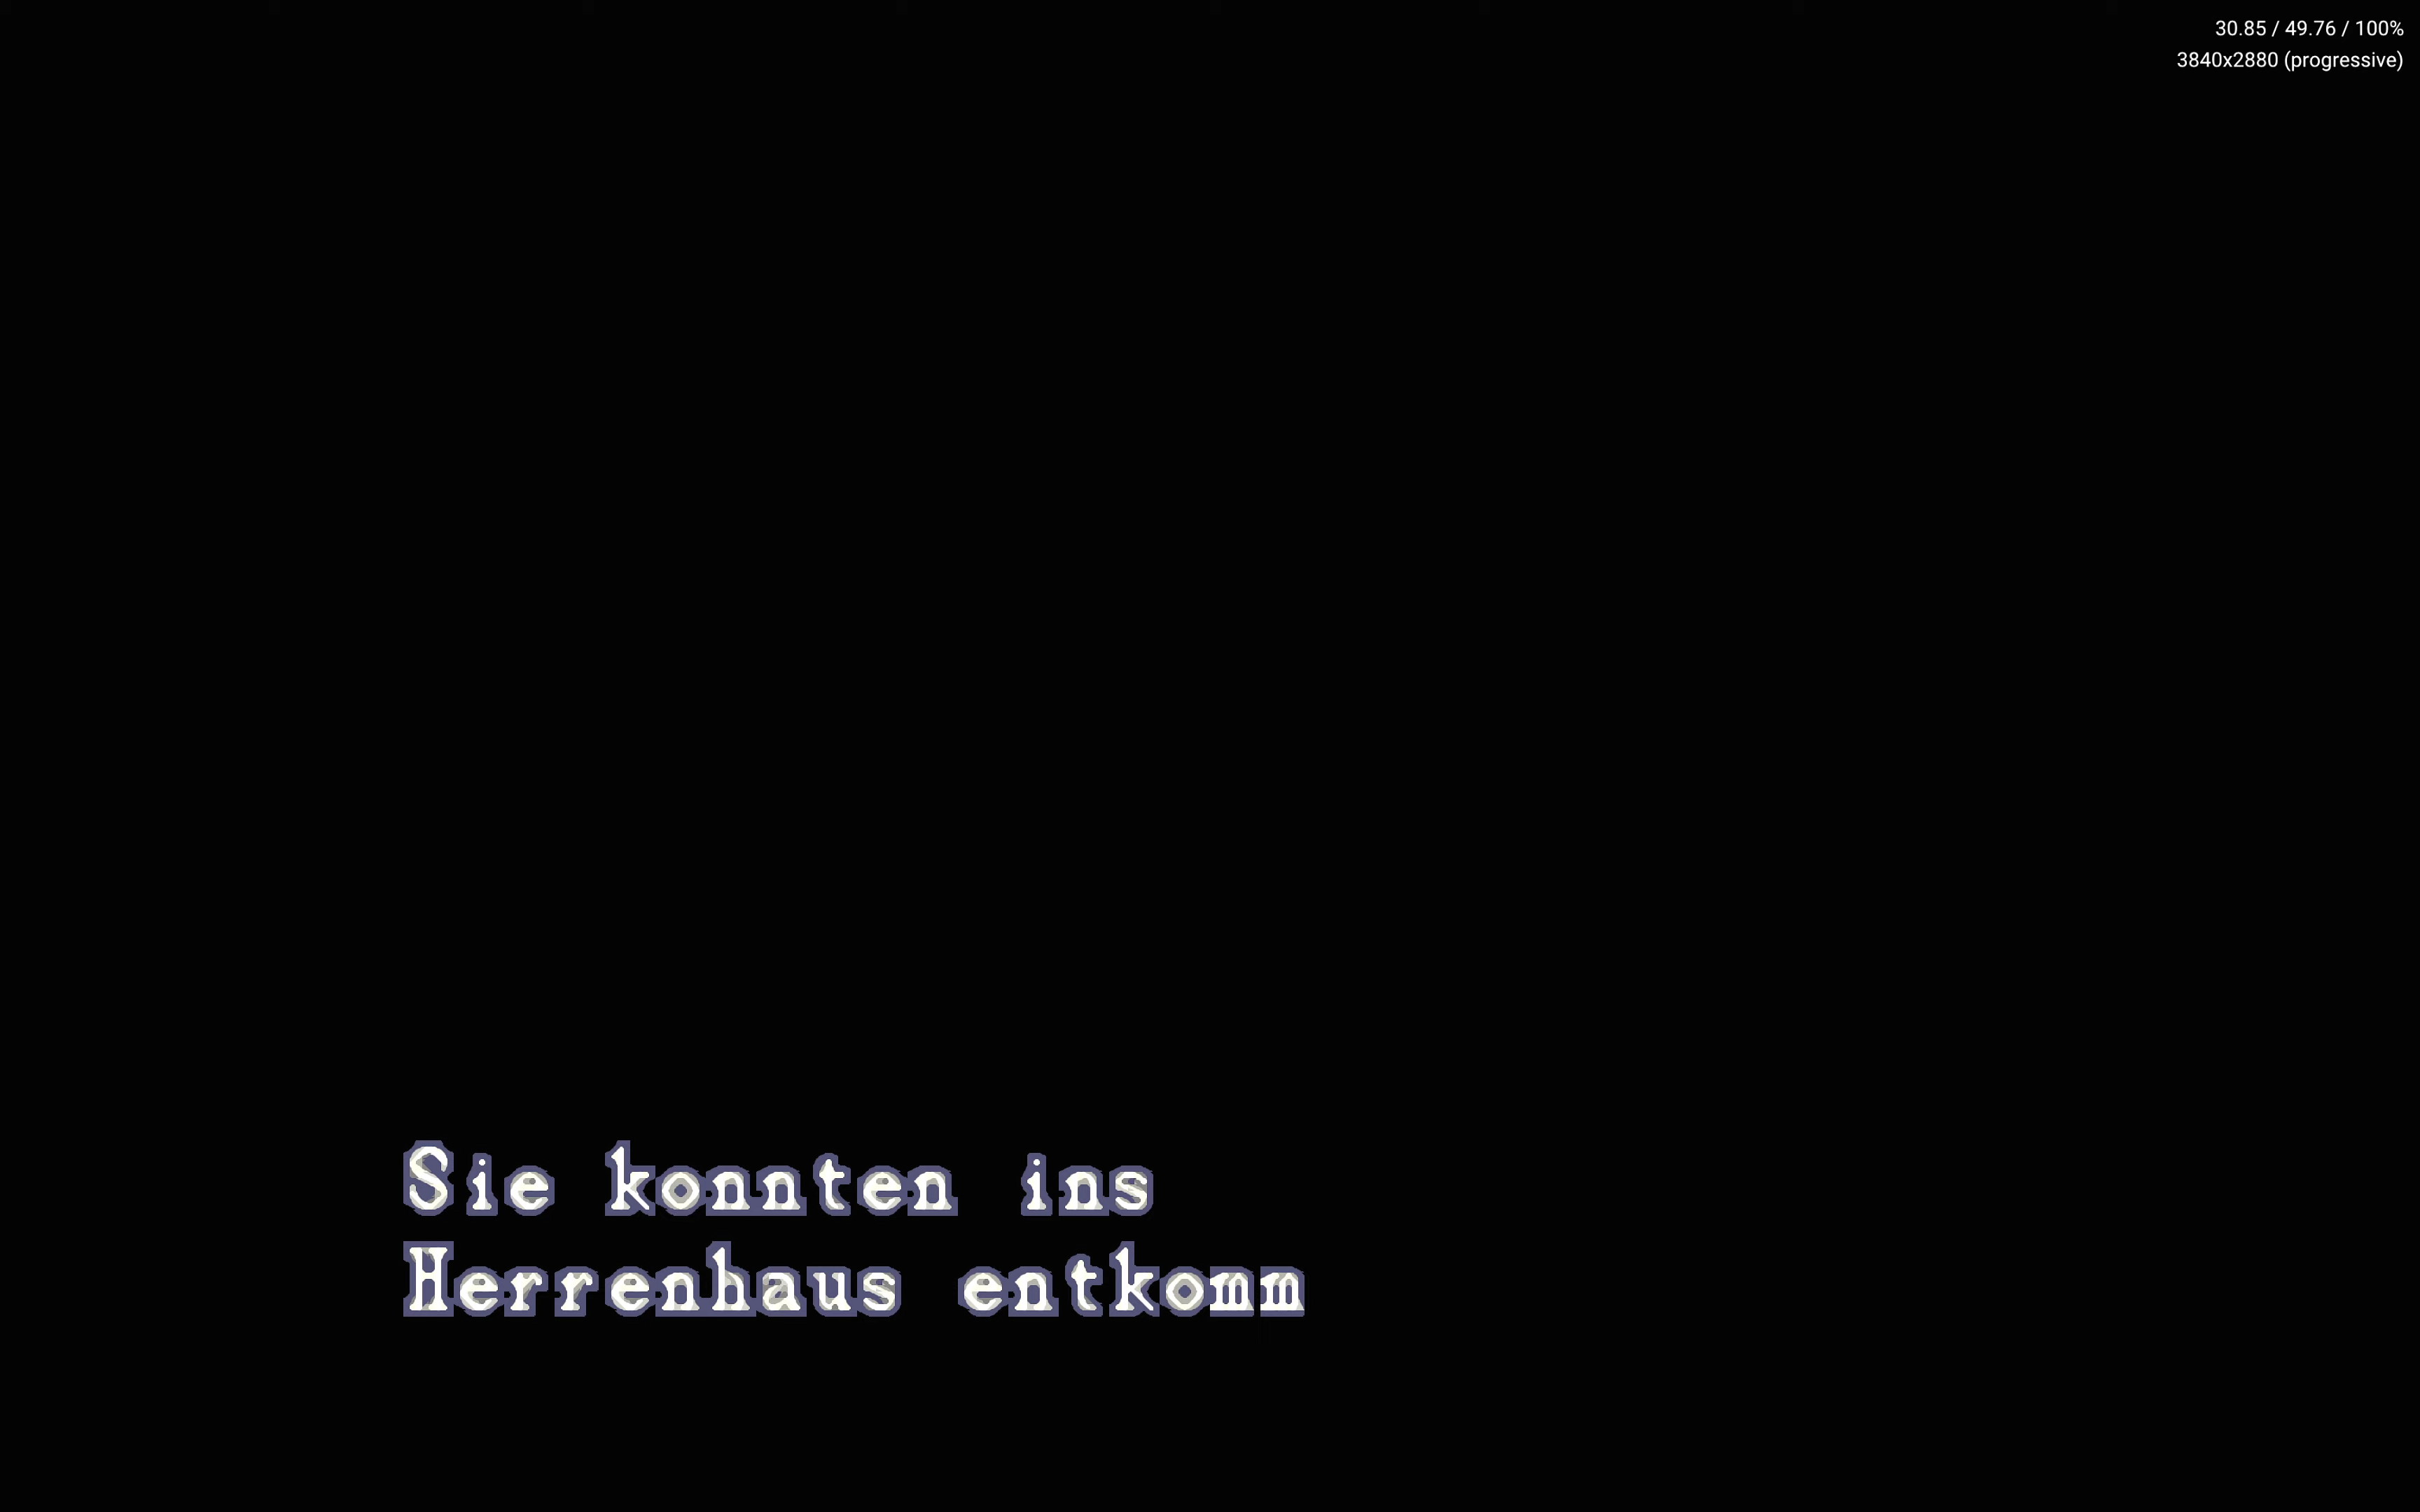 30.85 / 49.76 / 100%
3840x2880 (progressive)
Sie konnten ins
Herrenhaus entkomm